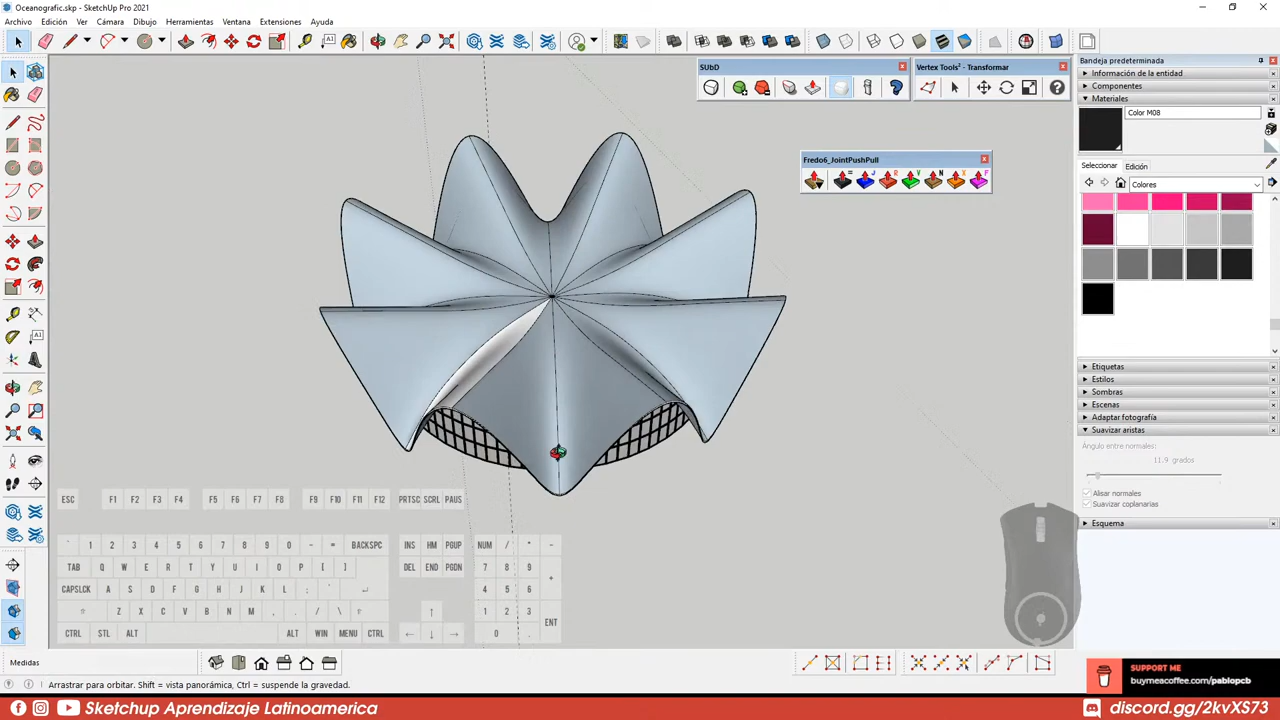 Oceanografic.skp - SketchUp Pro 2021
Archivo Edición Ver Cámara Dibujo Herramientas Ventana Extensiones Ayuda
SUbD
Vertex Tools² - Transformar
Fredo6_JointPushPull
Bandeja predeterminada
Información de la entidad
Componentes
Materiales
Color M08
Seleccionar Edición
Colores
Etiquetas
Estilos
Sombras
Escenas
Adaptar fotografía
Suavizar aristas
Ángulo entre normales:
11.9 grados
Alisar normales
Suavizar coplanarias
Esquema
ESC F1 F2 F3 F4 F5 F6 F7 F8 F9 F10 F11 F12 PRTSC SCRL PAUS
` 1 2 3 4 5 6 7 8 9 0 - = BACKSPC INS HM PGUP NUM / * -
TAB Q W E R T Y U I O P [ ] DEL END PGDN 7 8 9 +
CAPSLCK A S D F G H J K L ; ' 4 5 6
Z X C V B N M , . / \ 1 2 3 ENT
CTRL STL ALT ALT WIN MENU CTRL 0 .
Medidas
Arrastrar para orbitar. Shift = vista panorámica, Ctrl = suspende la gravedad.
SUPPORT ME
buymeacoffee.com/pablopcb
Sketchup Aprendizaje Latinoamerica
discord.gg/2kvXS73